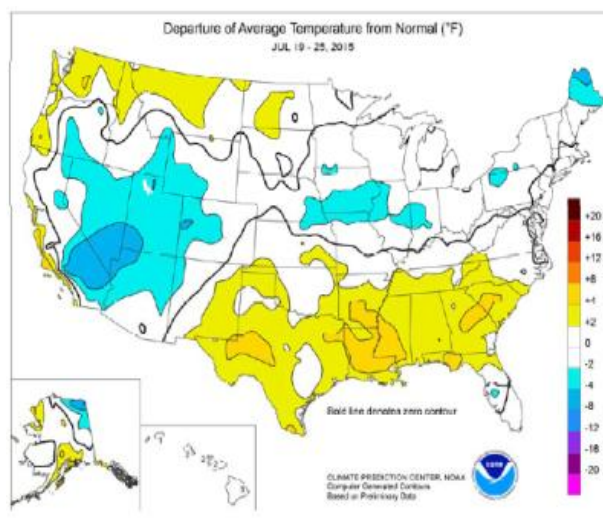 Departure of Average Temperature from Normal (°F)
JUL 19 - 25, 2015
+20
+16
+12
+8
+4
+2
0
-2
-4
-8
-12
-16
-20
Bold line denotes zero contour
CLIMATE PREDICTION CENTER, NOAA
Computer Generated Contours
Based on Preliminary Data